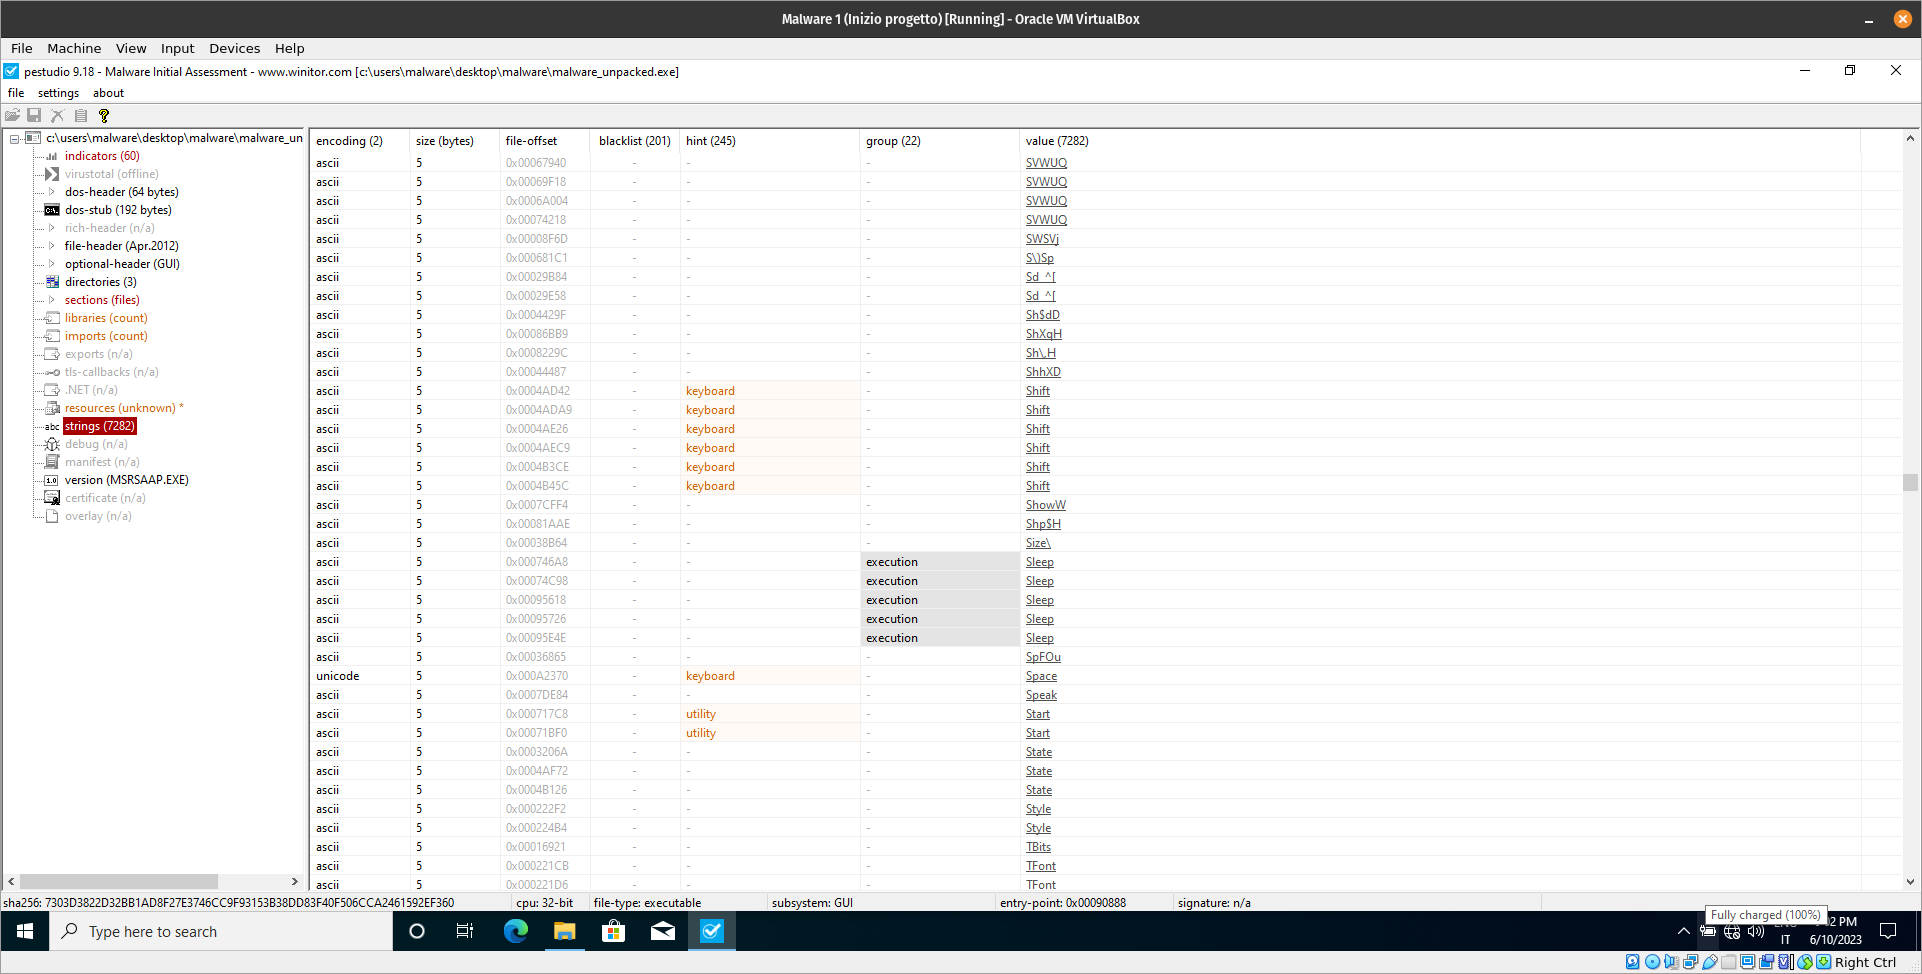 Malware 1 (Inizio progetto) [Running] - Oracle VM VirtualBox
File Machine View Input Devices Help
pestudio 9.18 - Malware Initial Assessment - www.winitor.com [c:\users\malware\desktop\malware\malware_unpacked.exe]
file settings about
c:\users\malware\desktop\malware\malware_un
indicators (60)
virustotal (offline)
dos-header (64 bytes)
dos-stub (192 bytes)
rich-header (n/a)
file-header (Apr.2012)
optional-header (GUI)
directories (3)
sections (files)
libraries (count)
imports (count)
exports (n/a)
tls-callbacks (n/a)
.NET (n/a)
resources (unknown) *
abc strings (7282)
debug (n/a)
manifest (n/a)
1.0 version (MSRSAAP.EXE)
certificate (n/a)
overlay (n/a)
encoding (2) size (bytes) file-offset blacklist (201) hint (245) group (22) value (7282)
ascii 5 0x00067940 - - - SVWUQ
ascii 5 0x00069F18 - - - SVWUQ
ascii 5 0x0006A004 - - - SVWUQ
ascii 5 0x00074218 - - - SVWUQ
ascii 5 0x00008F6D - - - SWSVj
ascii 5 0x000681C1 - - - S\)Sp
ascii 5 0x00029B84 - - - Sd_^[
ascii 5 0x00029E58 - - - Sd_^[
ascii 5 0x0004429F - - - Sh$dD
ascii 5 0x00086BB9 - - - ShXqH
ascii 5 0x0008229C - - - Sh\,H
ascii 5 0x00044487 - - - ShhXD
ascii 5 0x0004AD42 - keyboard - Shift
ascii 5 0x0004ADA9 - keyboard - Shift
ascii 5 0x0004AE26 - keyboard - Shift
ascii 5 0x0004AEC9 - keyboard - Shift
ascii 5 0x0004B3CE - keyboard - Shift
ascii 5 0x0004B45C - keyboard - Shift
ascii 5 0x0007CFF4 - - - ShowW
ascii 5 0x00081AAE - - - Shp$H
ascii 5 0x00038B64 - - - Size\
ascii 5 0x000746A8 - - execution Sleep
ascii 5 0x00074C98 - - execution Sleep
ascii 5 0x00095618 - - execution Sleep
ascii 5 0x00095726 - - execution Sleep
ascii 5 0x00095E4E - - execution Sleep
ascii 5 0x00036865 - - - SpFOu
unicode 5 0x000A2370 - keyboard - Space
ascii 5 0x0007DE84 - - - Speak
ascii 5 0x000717C8 - utility - Start
ascii 5 0x00071BF0 - utility - Start
ascii 5 0x0003206A - - - State
ascii 5 0x0004AF72 - - - State
ascii 5 0x0004B126 - - - State
ascii 5 0x000222F2 - - - Style
ascii 5 0x000224B4 - - - Style
ascii 5 0x00016921 - - - TBits
ascii 5 0x000221CB - - - TFont
ascii 5 0x000221D6 - - - TFont
sha256: 7303D3822D32BB1AD8F27E3746CC9F93153B38DD83F40F506CCA2461592EF360 cpu: 32-bit file-type: executable subsystem: GUI entry-point: 0x00090888 signature: n/a
Fully charged (100%)
Type here to search
02 PM
IT 6/10/2023
Right Ctrl